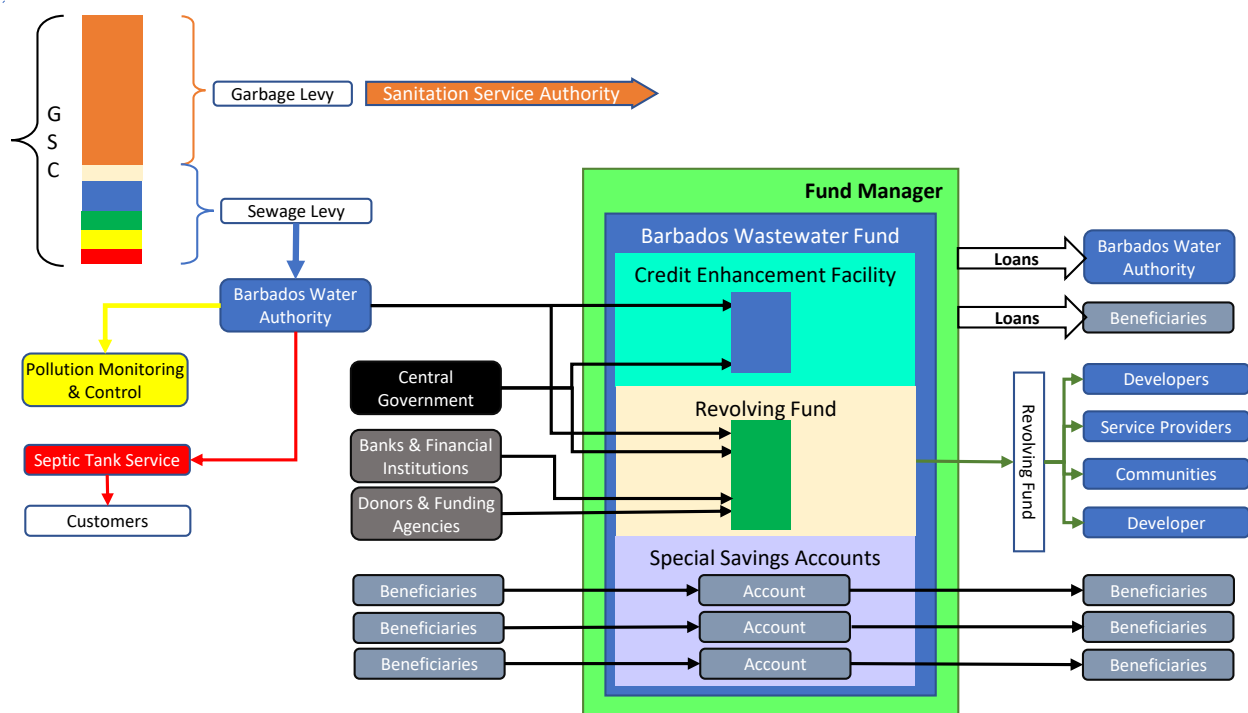 G
S
C
Garbage Levy
Sanitation Service Authority
Sewage Levy
Barbados Water
Authority
Pollution Monitoring
& Control
Septic Tank Service
Customers
Central
Government
Banks & Financial
Institutions
Donors & Funding
Agencies
Beneficiaries
Beneficiaries
Beneficiaries
Fund Manager
Barbados Wastewater Fund
Credit Enhancement Facility
Revolving Fund
Special Savings Accounts
Account
Account
Account
Loans
Barbados Water
Authority
Loans
Beneficiaries
Revolving Fund
Developers
Service Providers
Communities
Developer
Beneficiaries
Beneficiaries
Beneficiaries